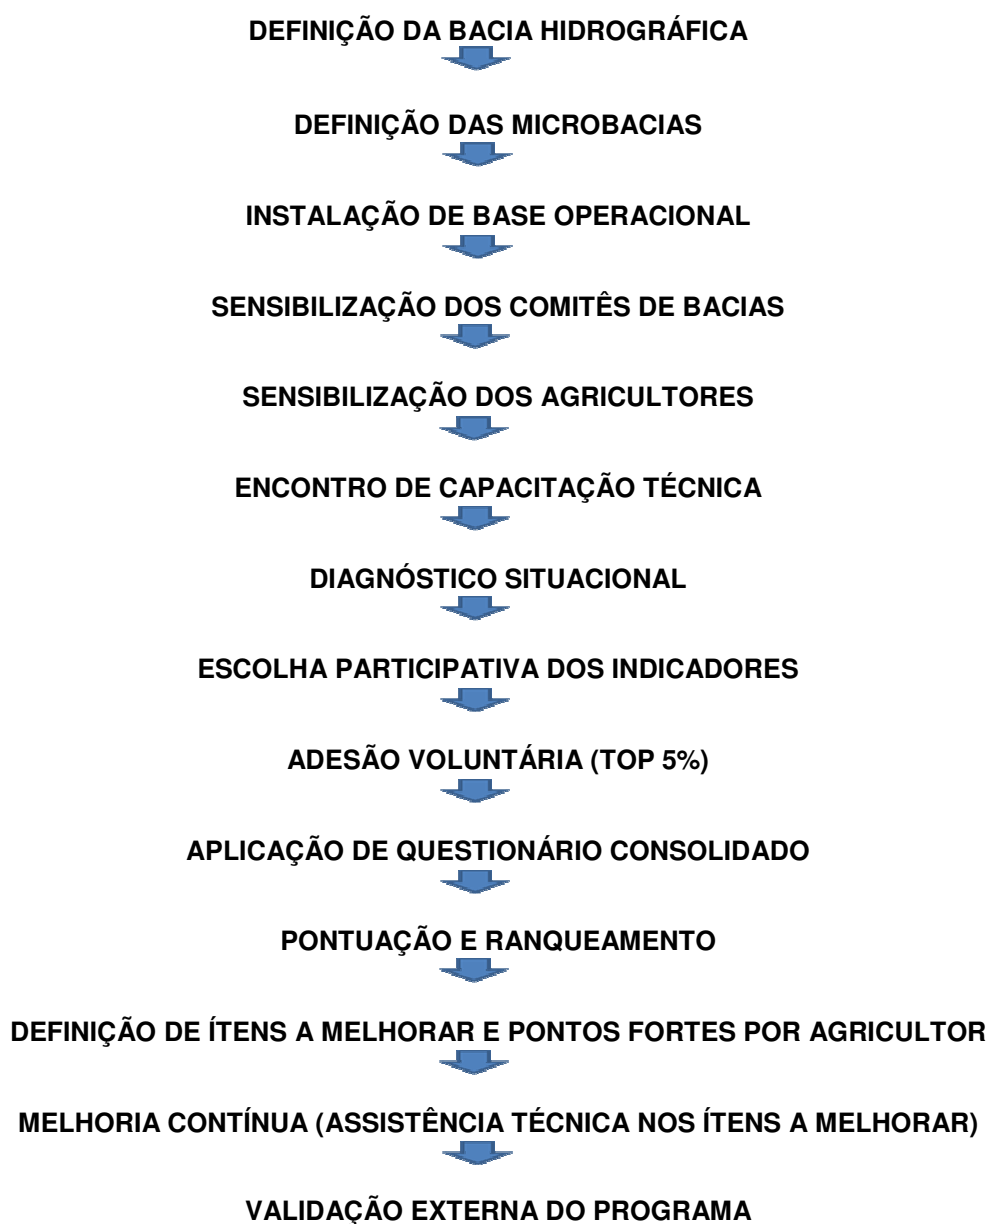 DEFINIÇÃO DA BACIA HIDROGRÁFICA
DEFINIÇÃO DAS MICROBACIAS
INSTALAÇÃO DE BASE OPERACIONAL
SENSIBILIZAÇÃO DOS COMITÊS DE BACIAS
SENSIBILIZAÇÃO DOS AGRICULTORES
ENCONTRO DE CAPACITAÇÃO TÉCNICA
DIAGNÓSTICO SITUACIONAL
ESCOLHA PARTICIPATIVA DOS INDICADORES
ADESÃO VOLUNTÁRIA (TOP 5%)
APLICAÇÃO DE QUESTIONÁRIO CONSOLIDADO
PONTUAÇÃO E RANQUEAMENTO
DEFINIÇÃO DE ÍTENS A MELHORAR E PONTOS FORTES POR AGRICULTOR
MELHORIA CONTÍNUA (ASSISTÊNCIA TÉCNICA NOS ÍTENS A MELHORAR)
VALIDAÇÃO EXTERNA DO PROGRAMA